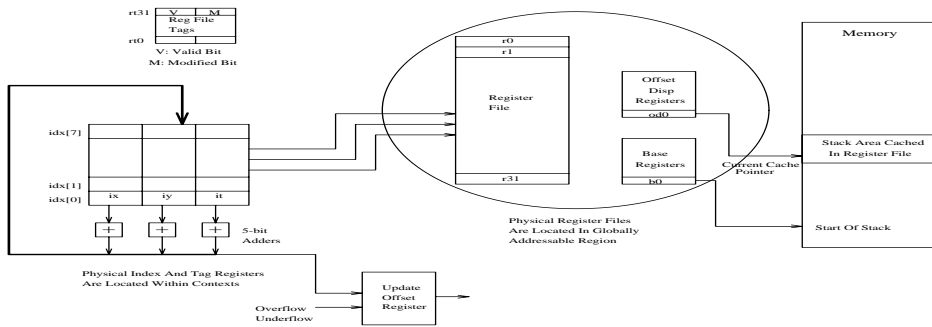 rt31 V M
Reg File
Tags
rt0
V: Valid Bit
M: Modified Bit
r0
r1
Register
File
r31
Offset
Disp
Registers
od0
Base
Registers
b0
Memory
Stack Area Cached
In Register File
Current Cache
Pointer
Start Of Stack
idx[7]
idx[1]
idx[0]
ix iy it
+ + +
5-bit
Adders
Physical Register Files
Are Located In Globally
Addressable Region
Physical Index And Tag Registers
Are Located Within Contexts
Update
Offset
Register
Overflow
Underflow